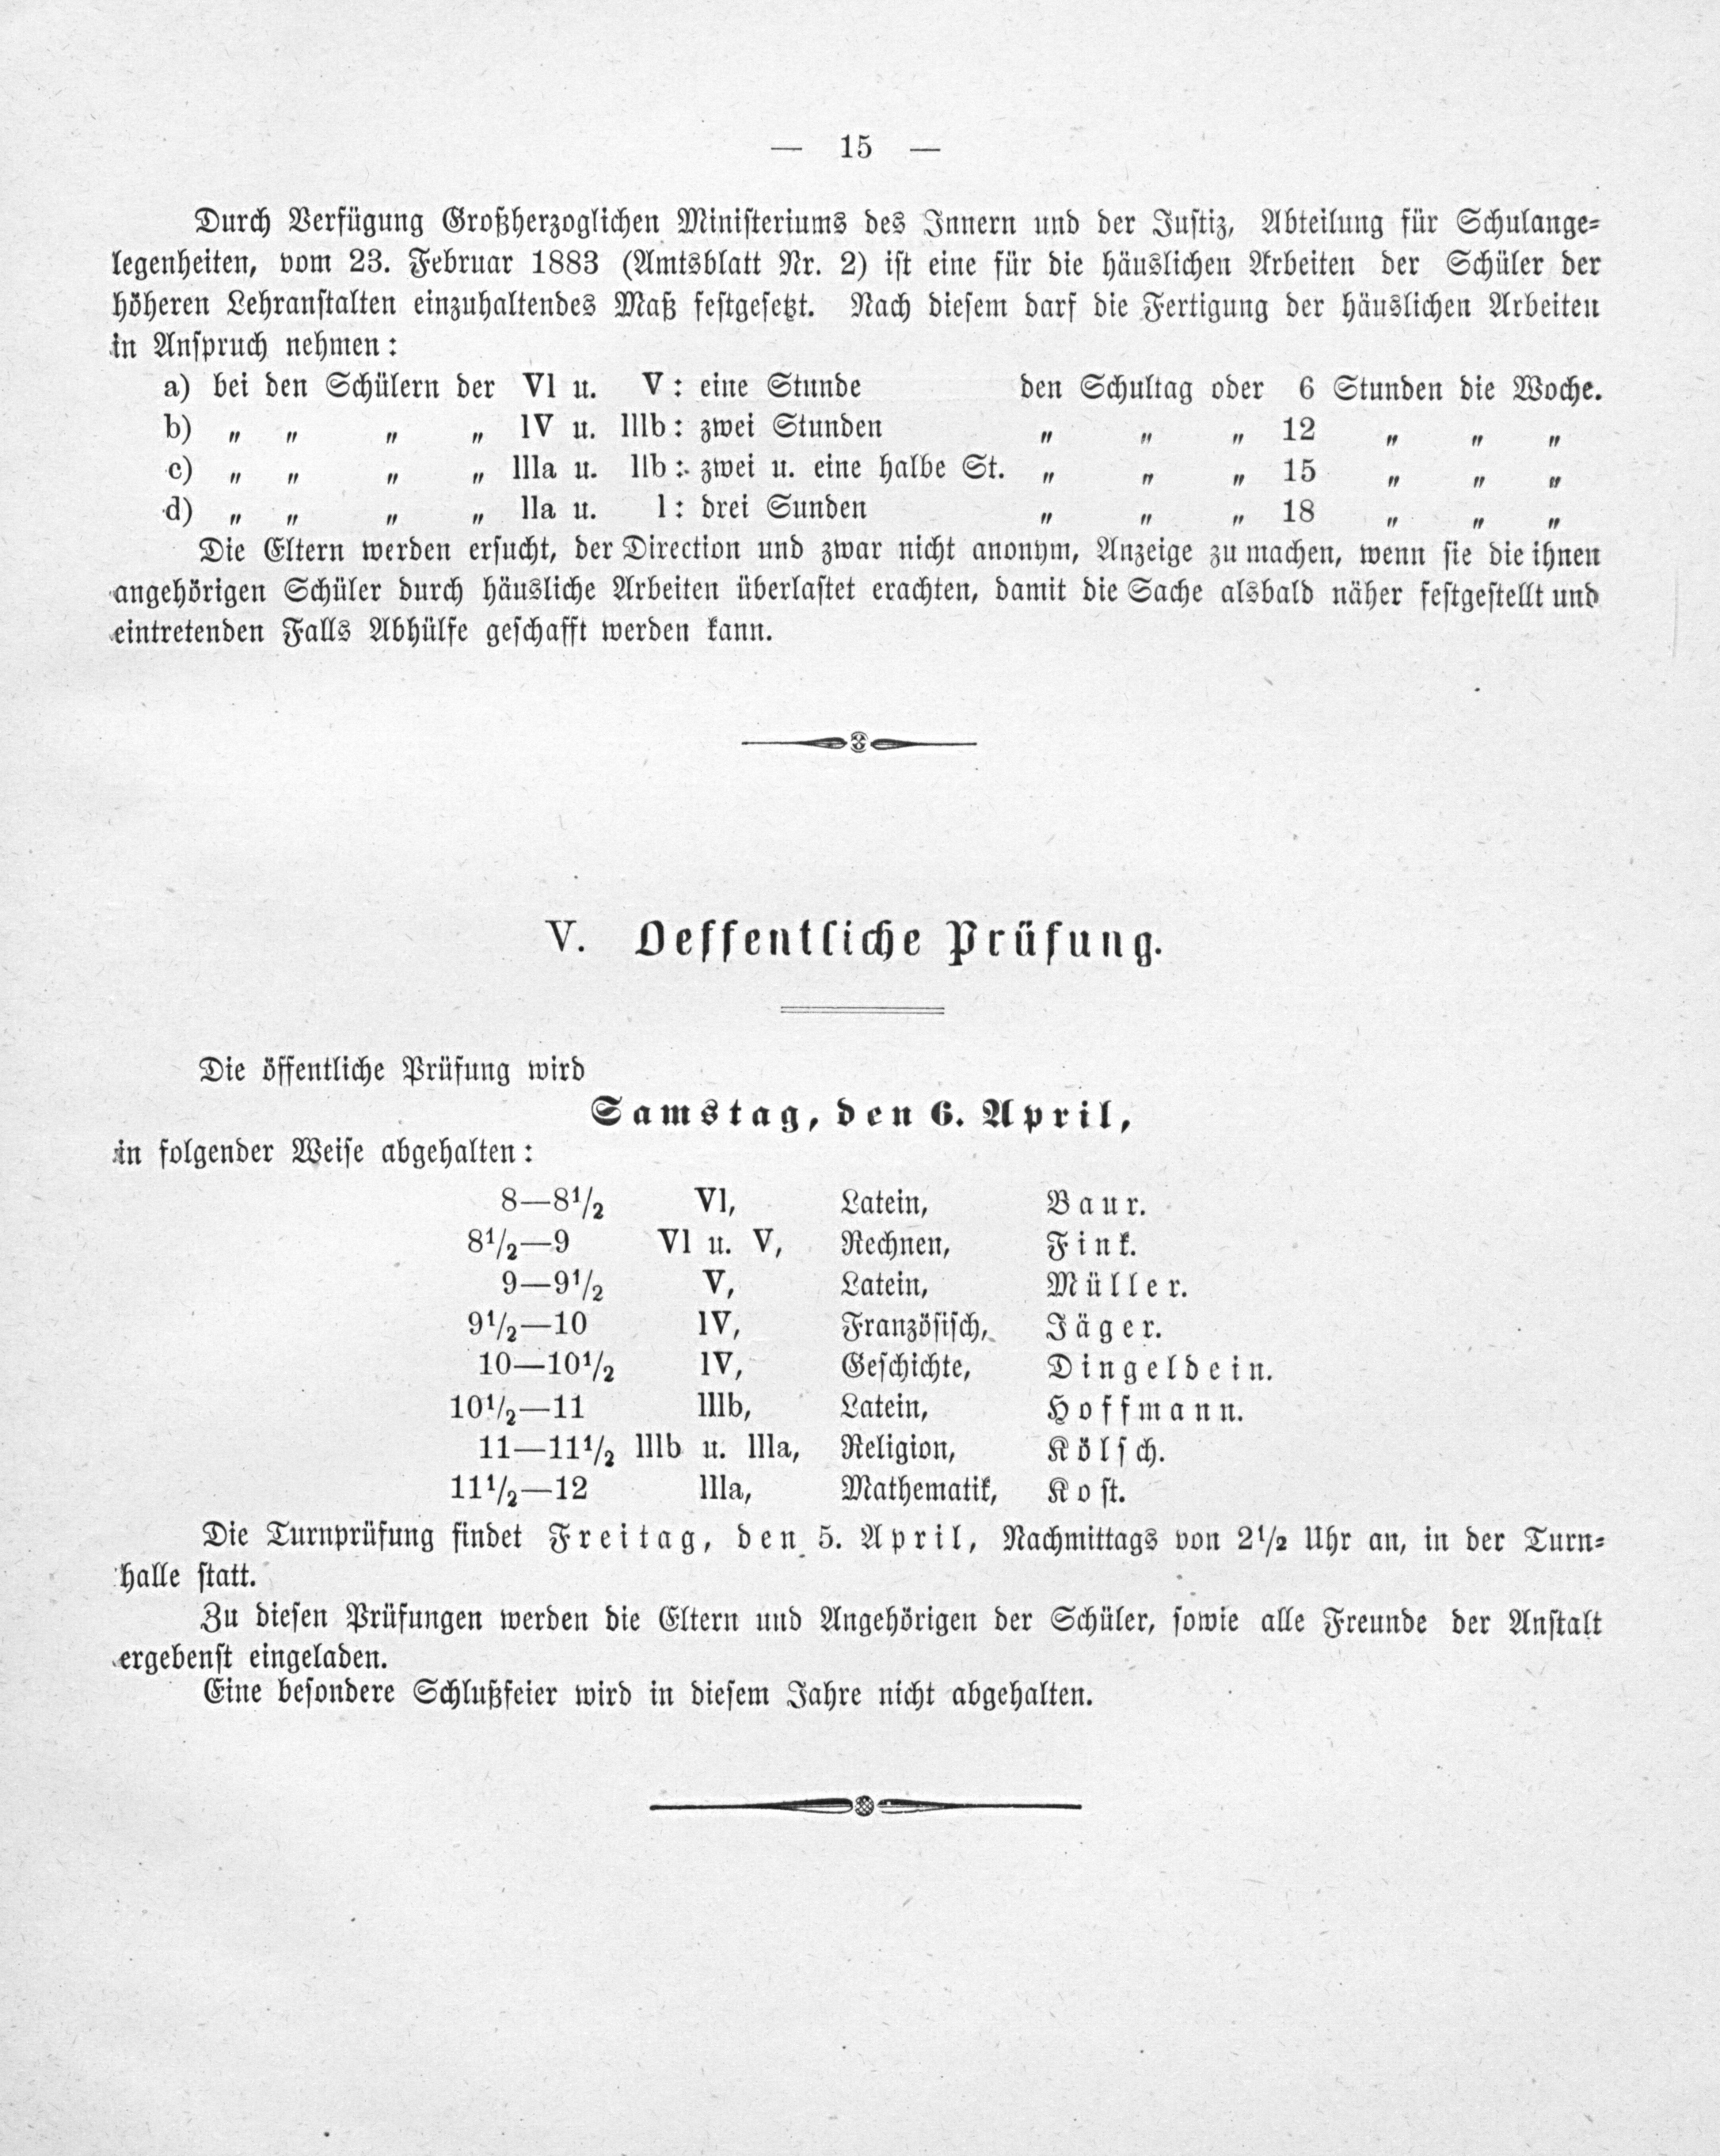 — 15 —
Durch Verfügung Großherzoglichen Ministeriums des Innern und der Justiz, Abteilung für Schulange-
legenheiten, vom 23. Februar 1883 (Amtsblatt Nr. 2) ist eine für die häuslichen Arbeiten der Schüler der
höheren Lehranstalten einzuhaltendes Maß festgesetzt. Nach diesem darf die Fertigung der häuslichen Arbeiten
in Anspruch nehmen:
a) bei den Schülern der VI u. V: eine Stunde den Schultag oder 6 Stunden die Woche.
b) „ „ „ „ IV u. IIIb: zwei Stunden „ „ „ 12 „ „ „
c) „ „ „ „ IIIa u. IIb: zwei u. eine halbe St. „ „ „ 15 „ „ „
d) „ „ „ „ IIa u. I: drei Sunden „ „ „ 18 „ „ „
Die Eltern werden ersucht, der Direction und zwar nicht anonym, Anzeige zu machen, wenn sie die ihnen
angehörigen Schüler durch häusliche Arbeiten überlastet erachten, damit die Sache alsbald näher festgestellt und
eintretenden Falls Abhülfe geschafft werden kann.
V. Oeffentliche Prüfung.
Die öffentliche Prüfung wird
Samstag, den 6. April,
in folgender Weise abgehalten:
8—8½ VI, Latein, Baur.
8½—9 VI u. V, Rechnen, Fink.
9—9½ V, Latein, Müller.
9½—10 IV, Französisch, Jäger.
10—10½ IV, Geschichte, Dingeldein.
10½—11 IIIb, Latein, Hoffmann.
11—11½ IIIb u. IIIa, Religion, Kölsch.
11½—12 IIIa, Mathematik, Kost.
Die Turnprüfung findet Freitag, den 5. April, Nachmittags von 2½ Uhr an, in der Turn-
halle statt.
Zu diesen Prüfungen werden die Eltern und Angehörigen der Schüler, sowie alle Freunde der Anstalt
ergebenst eingeladen.
Eine besondere Schlußfeier wird in diesem Jahre nicht abgehalten.